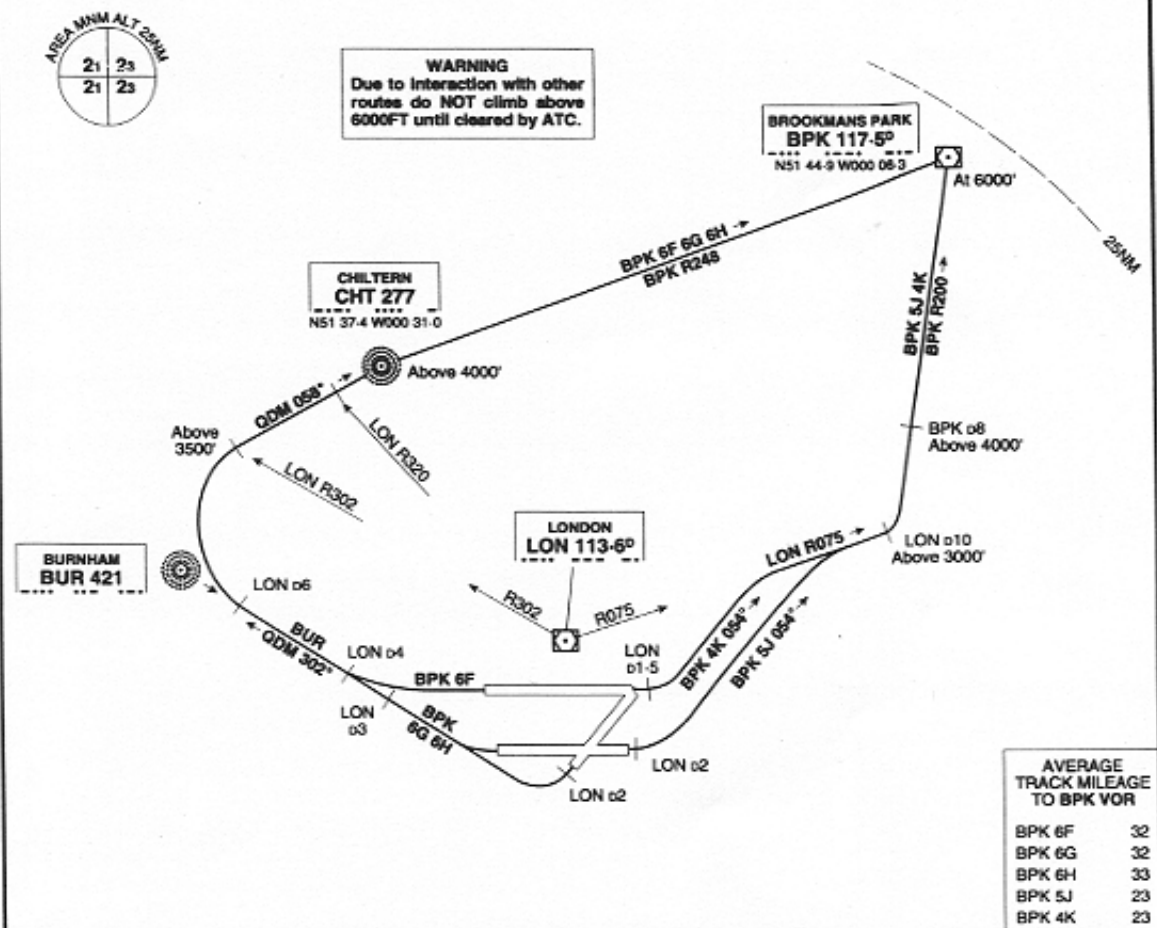 AREA MNM ALT 25NM
21 23
21 23
WARNING
Due to interaction with other
routes do NOT climb above
6000FT until cleared by ATC.
BROOKMANS PARK
BPK 117·5D
N51 44·9 W000 06·3
At 6000'
25NM
BPK 6F 6G 6H
BPK R248
CHILTERN
CHT 277
N51 37·4 W000 31·0
Above 4000'
QDM 058°
LON R320
Above
3500'
LON R302
BPK 5J 4K
BPK R200
BPK D8
Above 4000'
LONDON
LON 113·6D
LON R075
LON D10
Above 3000'
BURNHAM
BUR 421
LON D6
R302
R075
BUR
QDM 302°
LON D4
LON
D1·5
BPK 4K 054°
BPK 5J 054°
BPK 6F
LON
D3
BPK
6G 6H
LON D2
LON D2
AVERAGE
TRACK MILEAGE
TO BPK VOR
BPK 6F 32
BPK 6G 32
BPK 6H 33
BPK 5J 23
BPK 4K 23